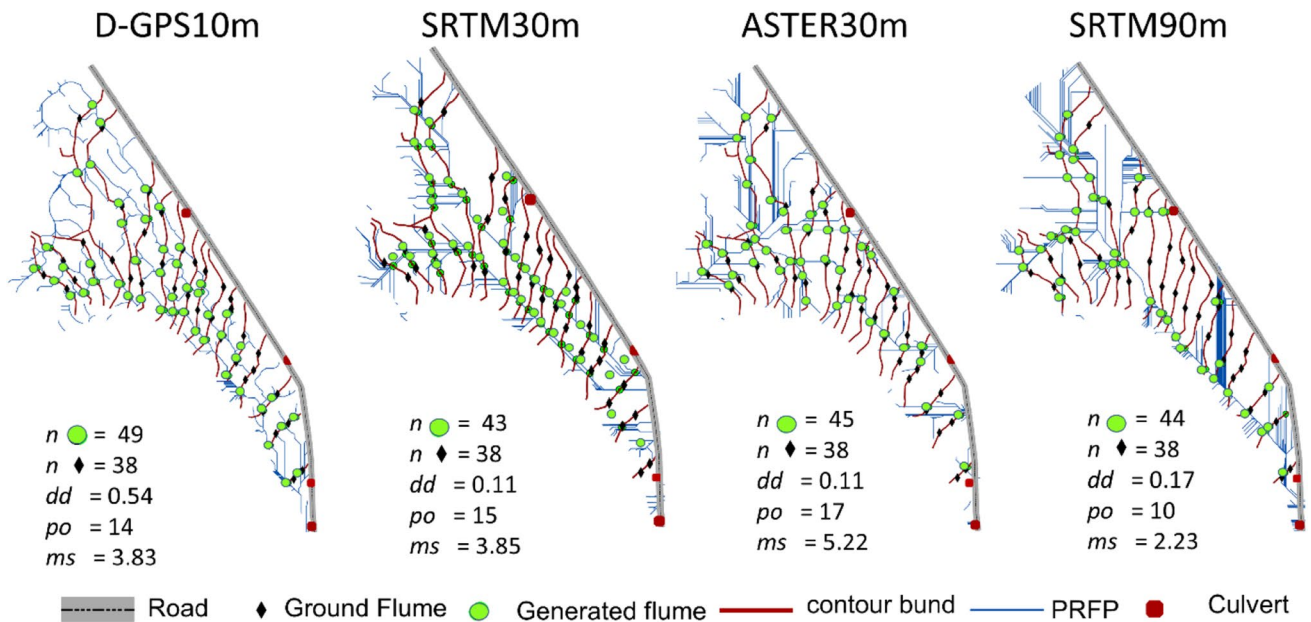 D-GPS10m
SRTM30m
ASTER30m
SRTM90m
n = 49
n = 38
dd = 0.54
po = 14
ms = 3.83
n = 43
n = 38
dd = 0.11
po = 15
ms = 3.85
n = 45
n = 38
dd = 0.11
po = 17
ms = 5.22
n = 44
n = 38
dd = 0.17
po = 10
ms = 2.23
Road
Ground Flume
Generated flume
contour bund
PRFP
Culvert